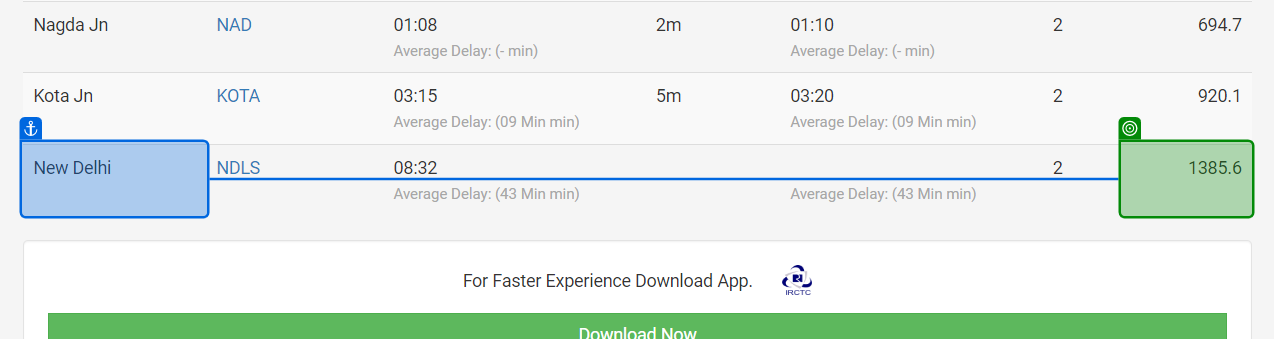 Nagda Jn NAD 01:08 2m 01:10 2 694.7
Average Delay: (- min) Average Delay: (- min)
Kota Jn KOTA 03:15 5m 03:20 2 920.1
Average Delay: (09 Min min) Average Delay: (09 Min min)
New Delhi NDLS 08:32 2 1385.6
Average Delay: (43 Min min) Average Delay: (43 Min min)
For Faster Experience Download App. IRCTC
Download Now